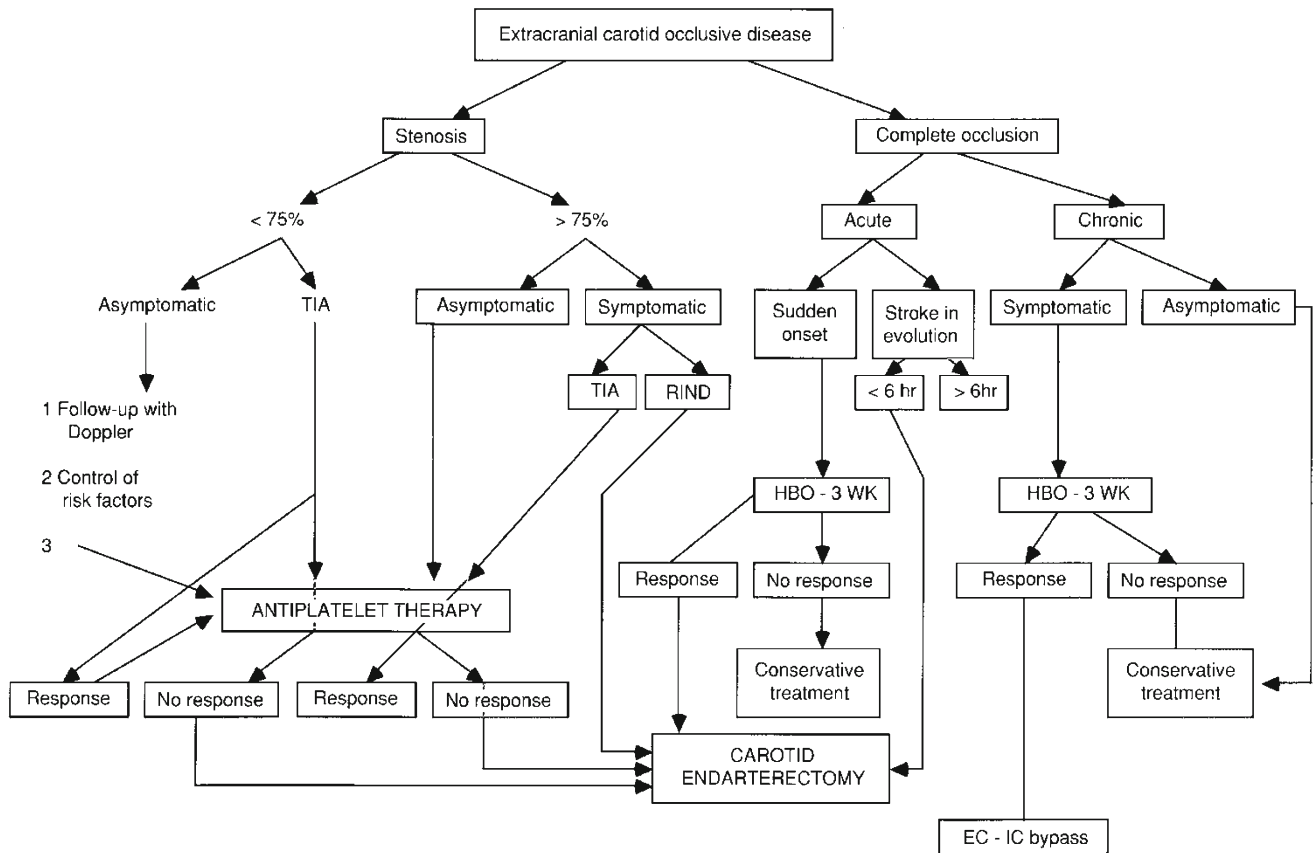 Extracranial carotid occlusive disease
Stenosis
Complete occlusion
< 75%
> 75%
Acute
Chronic
Asymptomatic
TIA
Asymptomatic
Symptomatic
Sudden
onset
Stroke in
evolution
Symptomatic
Asymptomatic
TIA
RIND
< 6 hr
> 6hr
1 Follow-up with
Doppler
2 Control of
risk factors
3
HBO - 3 WK
HBO - 3 WK
Response
No response
Response
No response
ANTIPLATELET THERAPY
Conservative
treatment
Conservative
treatment
Response
No response
Response
No response
CAROTID
ENDARTERECTOMY
EC - IC bypass